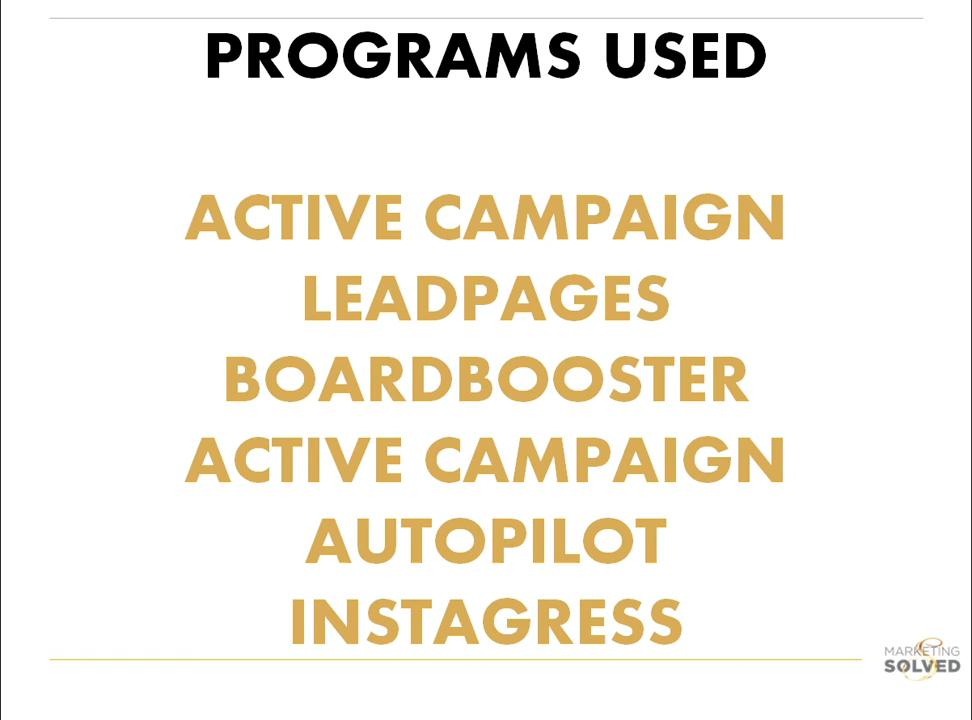 PROGRAMS USED
ACTIVE CAMPAIGN
LEADPAGES
BOARDBOOSTER
ACTIVE CAMPAIGN
AUTOPILOT
INSTAGRESS
MARKETING
SOLVED